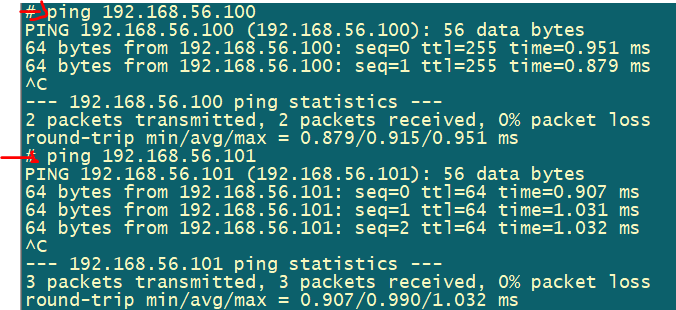 # ping 192.168.56.100
PING 192.168.56.100 (192.168.56.100): 56 data bytes
64 bytes from 192.168.56.100: seq=0 ttl=255 time=0.951 ms
64 bytes from 192.168.56.100: seq=1 ttl=255 time=0.879 ms
^C
--- 192.168.56.100 ping statistics ---
2 packets transmitted, 2 packets received, 0% packet loss
round-trip min/avg/max = 0.879/0.915/0.951 ms
# ping 192.168.56.101
PING 192.168.56.101 (192.168.56.101): 56 data bytes
64 bytes from 192.168.56.101: seq=0 ttl=64 time=0.907 ms
64 bytes from 192.168.56.101: seq=1 ttl=64 time=1.031 ms
64 bytes from 192.168.56.101: seq=2 ttl=64 time=1.032 ms
^C
--- 192.168.56.101 ping statistics ---
3 packets transmitted, 3 packets received, 0% packet loss
round-trip min/avg/max = 0.907/0.990/1.032 ms